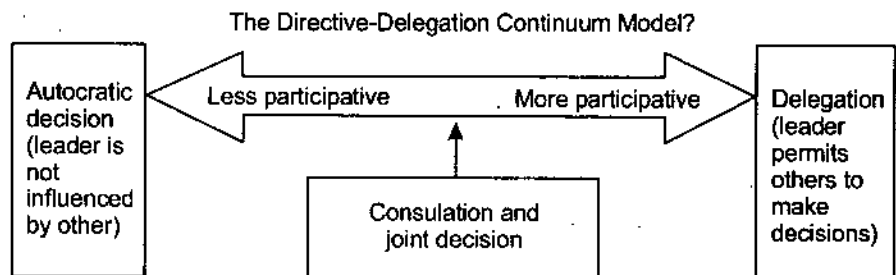 The Directive-Delegation Continuum Model?
Autocratic
decision
(leader is
not
influenced
by other)
Less participative
More participative
Consulation and
joint decision
Delegation
(leader
permits
others to
make
decisions)